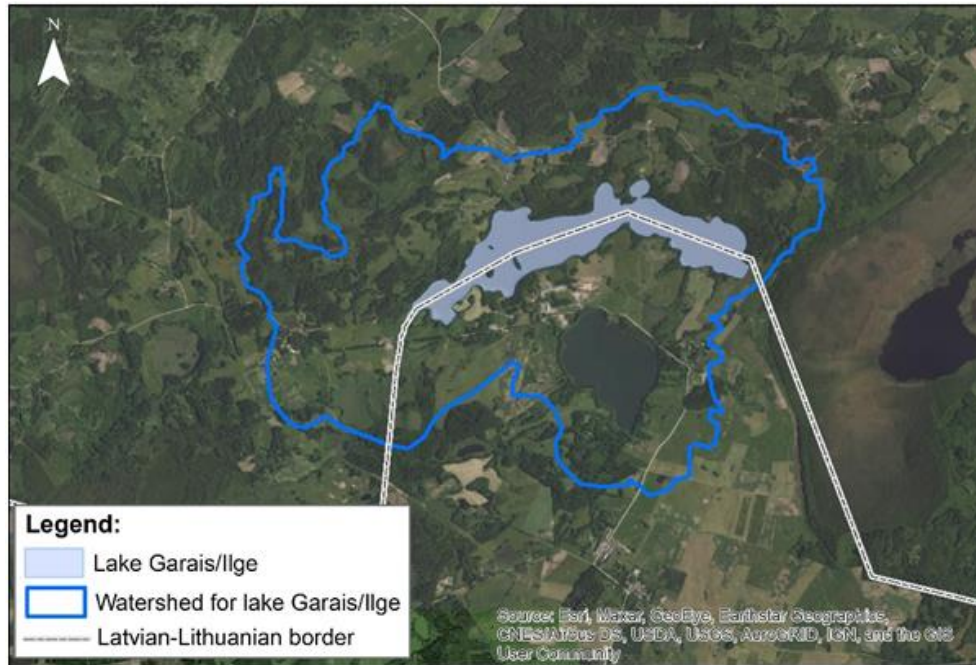 N
Legend:
Lake Garais/Ilge
Watershed for lake Garais/Ilge
Latvian-Lithuanian border
Source: Esri, Maxar, GeoEye, Earthstar Geographics,
CNES/Airbus DS, USDA, USGS, AeroGRID, IGN, and the GIS
User Community